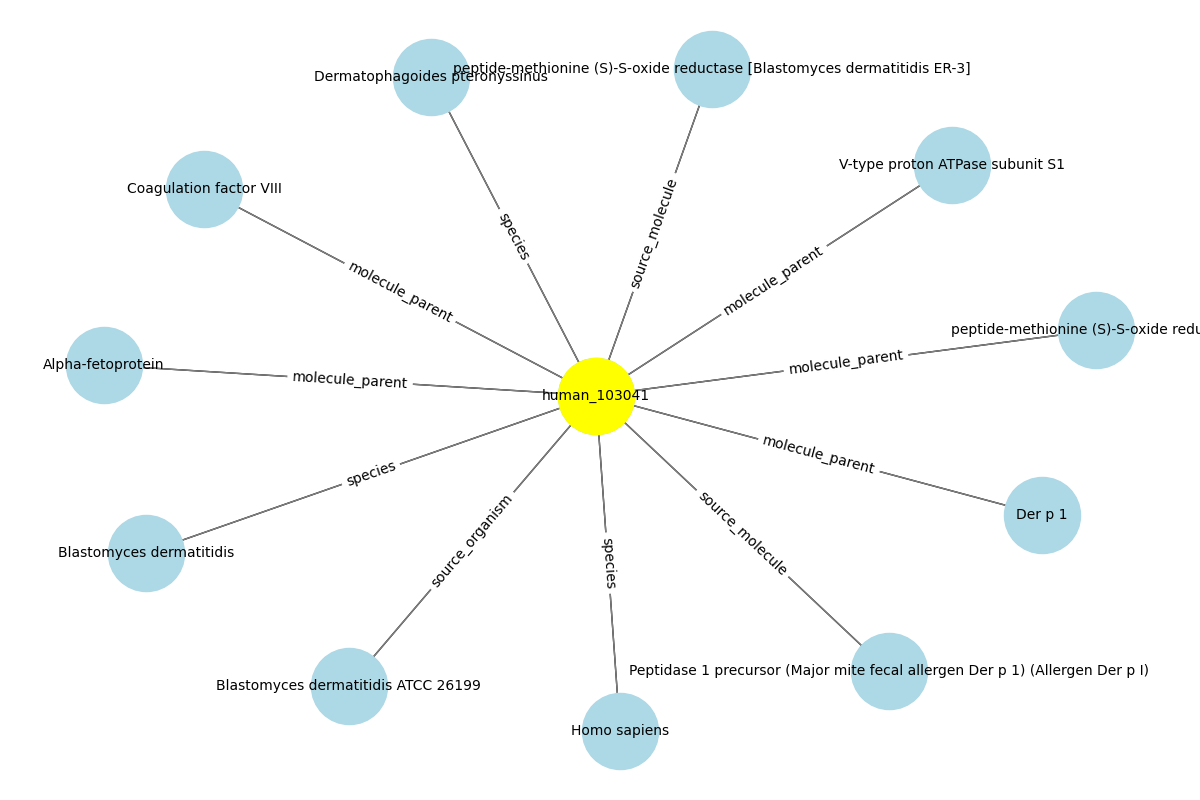 peptide-methionine (S)-S-oxide reductase [Blastomyces dermatitidis ER-3]
Dermatophagoides pteronyssinus
V-type proton ATPase subunit S1
Coagulation factor VIII
species
source_molecule
molecule_parent
molecule_parent
peptide-methionine (S)-S-oxide redu
Alpha-fetoprotein
molecule_parent
molecule_parent
human_103041
species
molecule_parent
Der p 1
source_organism
source_molecule
Blastomyces dermatitidis
species
Peptidase 1 precursor (Major mite fecal allergen Der p 1) (Allergen Der p I)
Blastomyces dermatitidis ATCC 26199
Homo sapiens